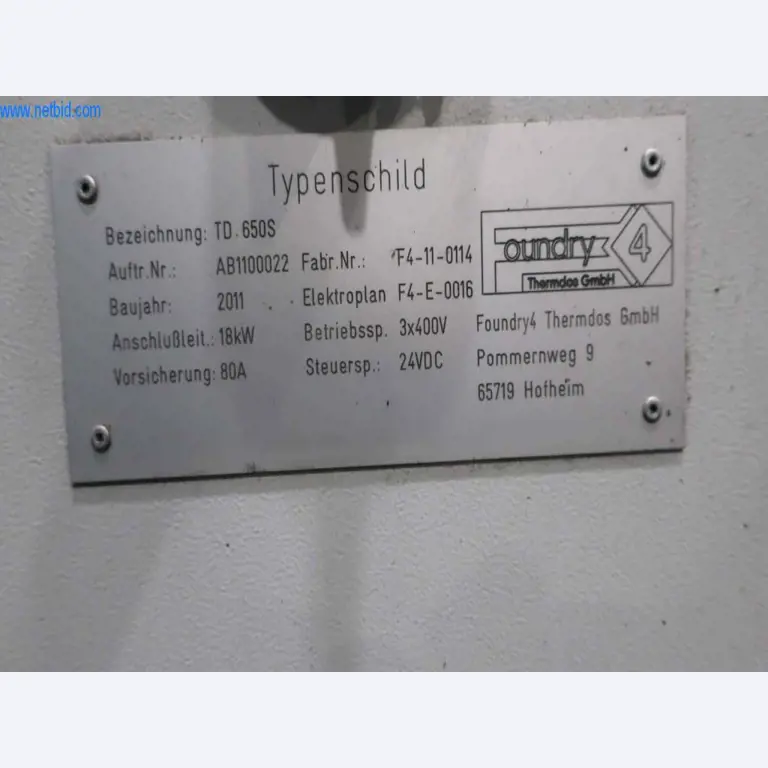 www.netbid.com
Typenschild
Bezeichnung: TD 650S
Auftr.Nr.: AB1100022 Fabr.Nr.: F4-11-0114
Baujahr: 2011 Elektroplan F4-E-0016
Anschlußleit.: 18kW Betriebssp. 3x400V
Vorsicherung: 80A Steuersp.: 24VDC
Foundry 4
Thermdos GmbH
Foundry4 Thermdos GmbH
Pommernweg 9
65719 Hofheim